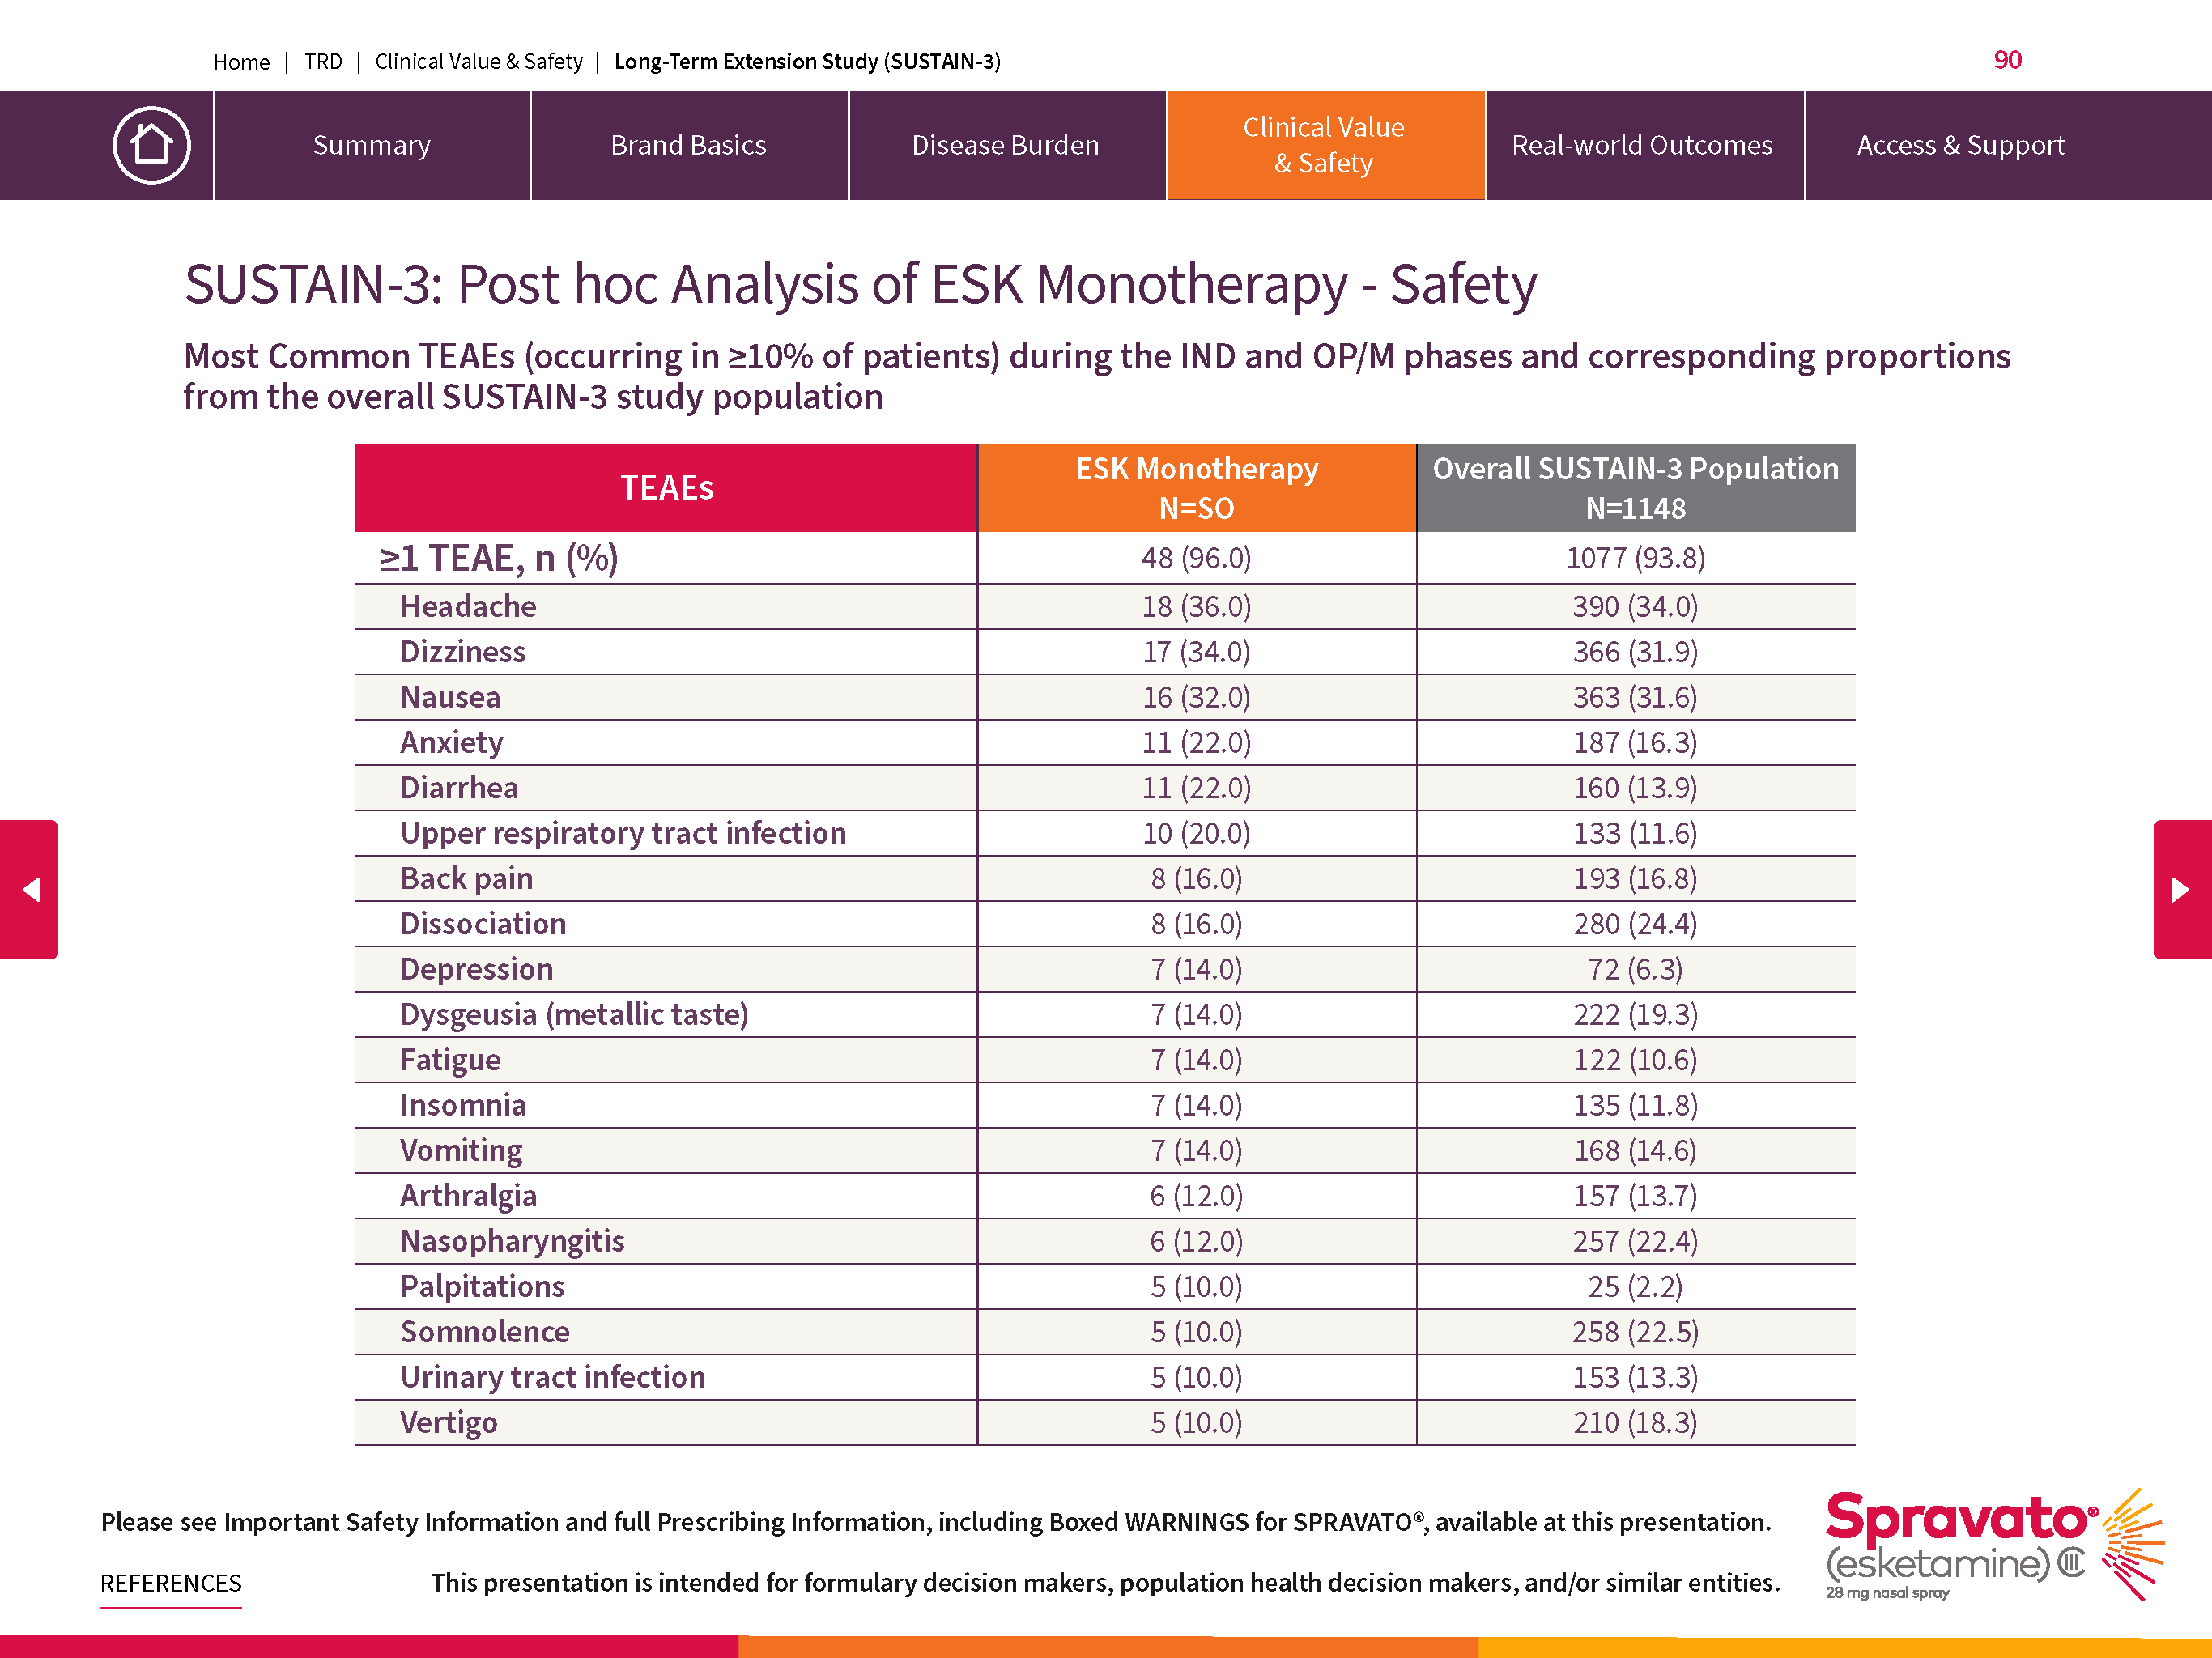 Home | TRD | Clinical Value & Safety | Long-Term Extension Study (SUSTAIN-3)
90
Summary
Brand Basics
Disease Burden
Clinical Value
& Safety
Real-world Outcomes
Access & Support
SUSTAIN-3: Post hoc Analysis of ESK Monotherapy - Safety
Most Common TEAEs (occurring in ≥10% of patients) during the IND and OP/M phases and corresponding proportions
from the overall SUSTAIN-3 study population
TEAEs
ESK Monotherapy
N=SO
Overall SUSTAIN-3 Population
N=1148
≥1 TEAE, n (%) 48 (96.0) 1077 (93.8)
Headache 18 (36.0) 390 (34.0)
Dizziness 17 (34.0) 366 (31.9)
Nausea 16 (32.0) 363 (31.6)
Anxiety 11 (22.0) 187 (16.3)
Diarrhea 11 (22.0) 160 (13.9)
Upper respiratory tract infection 10 (20.0) 133 (11.6)
Back pain 8 (16.0) 193 (16.8)
Dissociation 8 (16.0) 280 (24.4)
Depression 7 (14.0) 72 (6.3)
Dysgeusia (metallic taste) 7 (14.0) 222 (19.3)
Fatigue 7 (14.0) 122 (10.6)
Insomnia 7 (14.0) 135 (11.8)
Vomiting 7 (14.0) 168 (14.6)
Arthralgia 6 (12.0) 157 (13.7)
Nasopharyngitis 6 (12.0) 257 (22.4)
Palpitations 5 (10.0) 25 (2.2)
Somnolence 5 (10.0) 258 (22.5)
Urinary tract infection 5 (10.0) 153 (13.3)
Vertigo 5 (10.0) 210 (18.3)
Please see Important Safety Information and full Prescribing Information, including Boxed WARNINGS for SPRAVATO®, available at this presentation.
REFERENCES
This presentation is intended for formulary decision makers, population health decision makers, and/or similar entities.
Spravato®
(esketamine) CIII
28 mg nasal spray